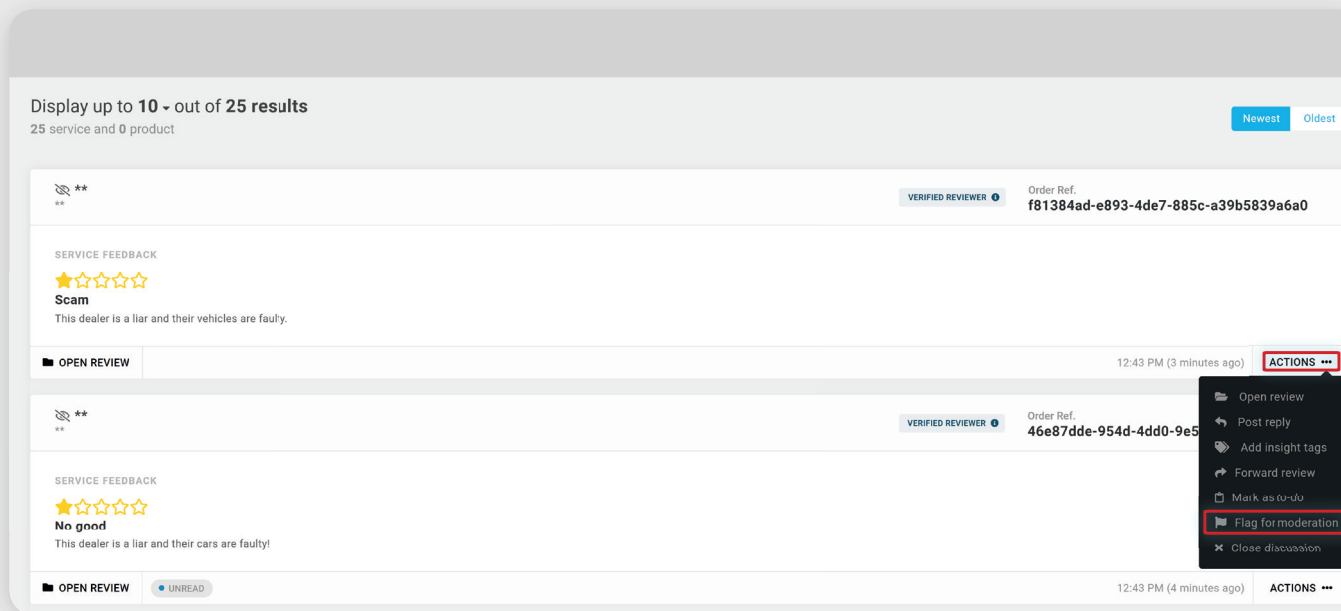 Display up to 10 out of 25 results
25 service and 0 product
Newest Oldest
**
**
VERIFIED REVIEWER
Order Ref.
f81384ad-e893-4de7-885c-a39b5839a6a0
SERVICE FEEDBACK
Scam
This dealer is a liar and their vehicles are faulty.
OPEN REVIEW
12:43 PM (3 minutes ago)
ACTIONS •••
Open review
Post reply
Add insight tags
Forward review
Mark as to-do
Flag for moderation
Close discussion
**
**
VERIFIED REVIEWER
Order Ref.
46e87dde-954d-4dd0-9e5
SERVICE FEEDBACK
No good
This dealer is a liar and their cars are faulty!
OPEN REVIEW
UNREAD
12:43 PM (4 minutes ago)
ACTIONS •••